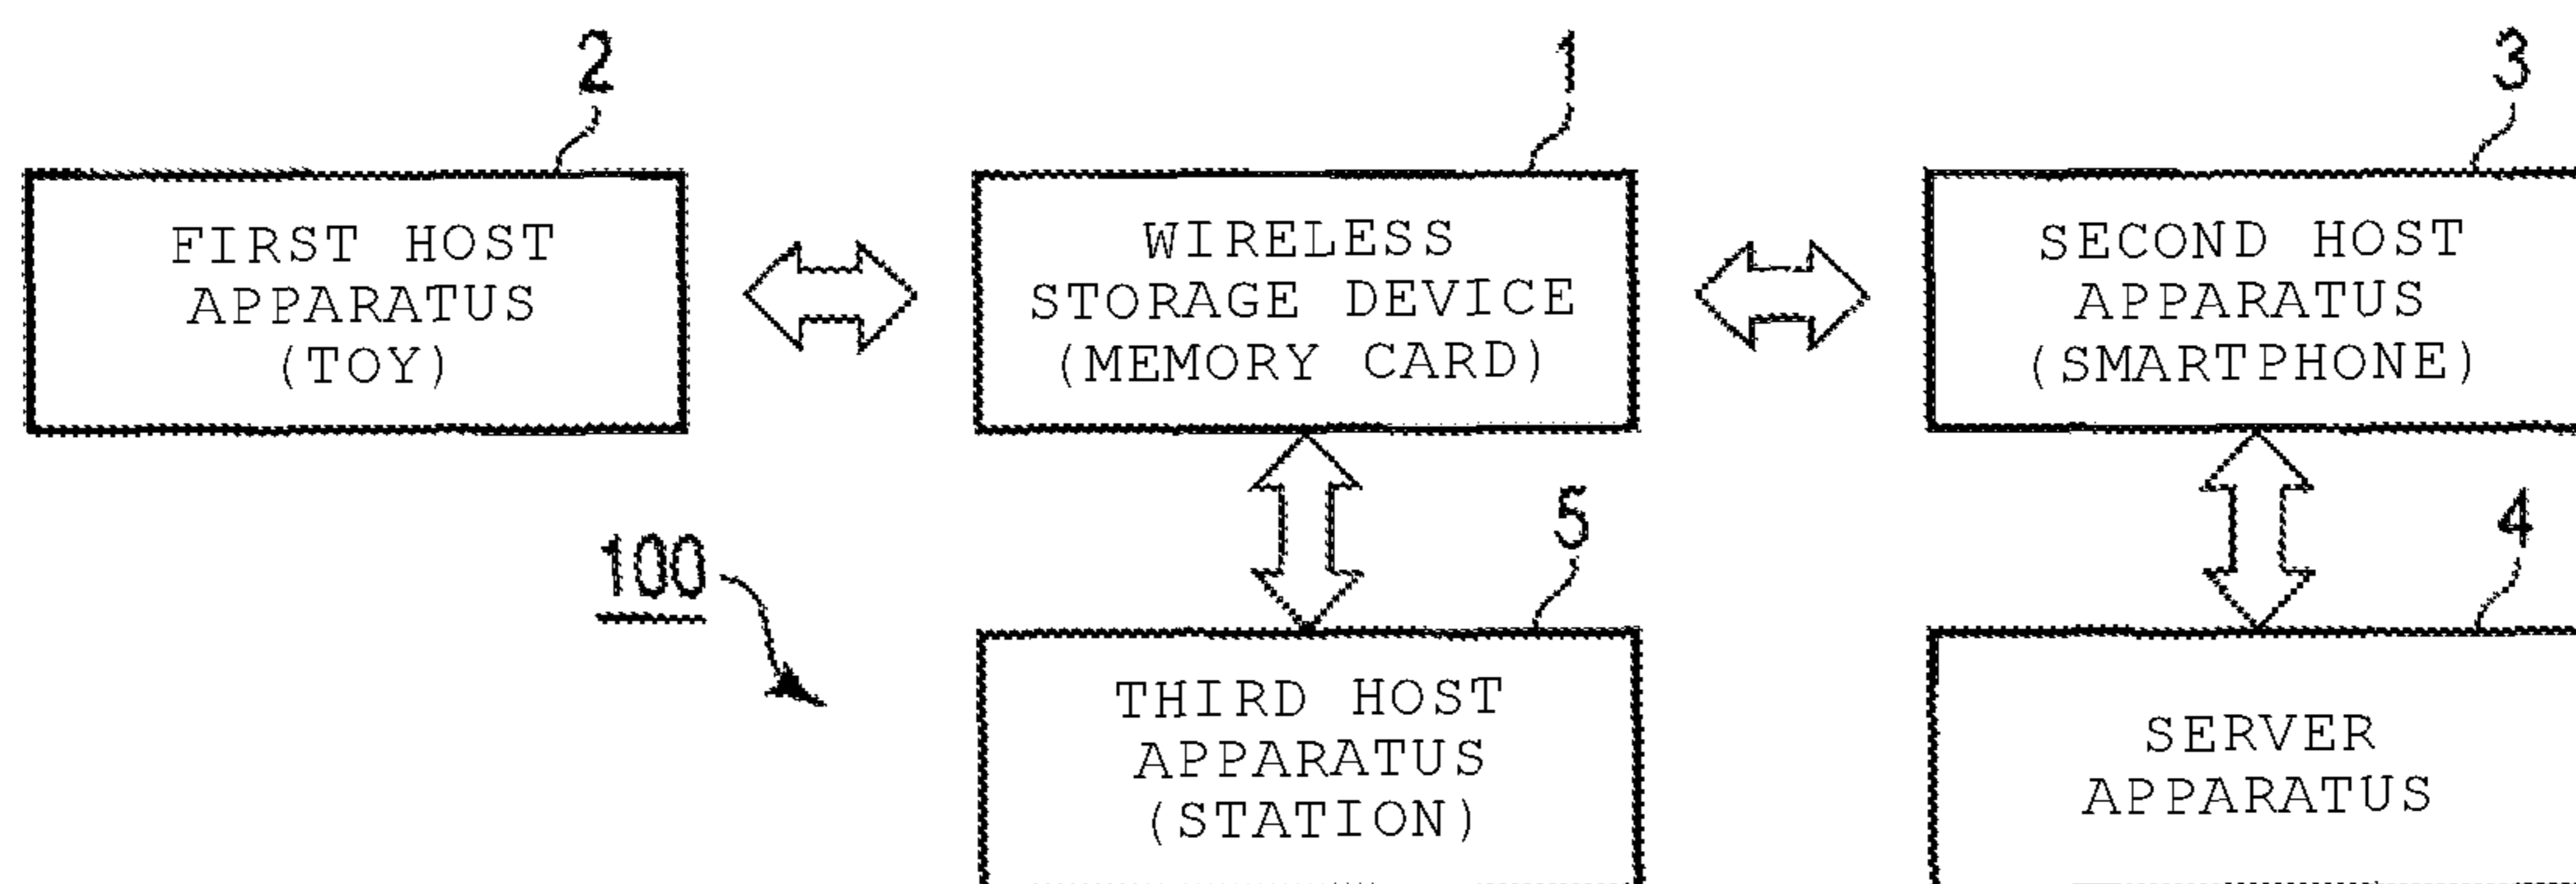 2
1
3
FIRST HOST
APPARATUS
(TOY)
WIRELESS
STORAGE DEVICE
(MEMORY CARD)
SECOND HOST
APPARATUS
(SMARTPHONE)
100
5
4
THIRD HOST
APPARATUS
(STATION)
SERVER
APPARATUS